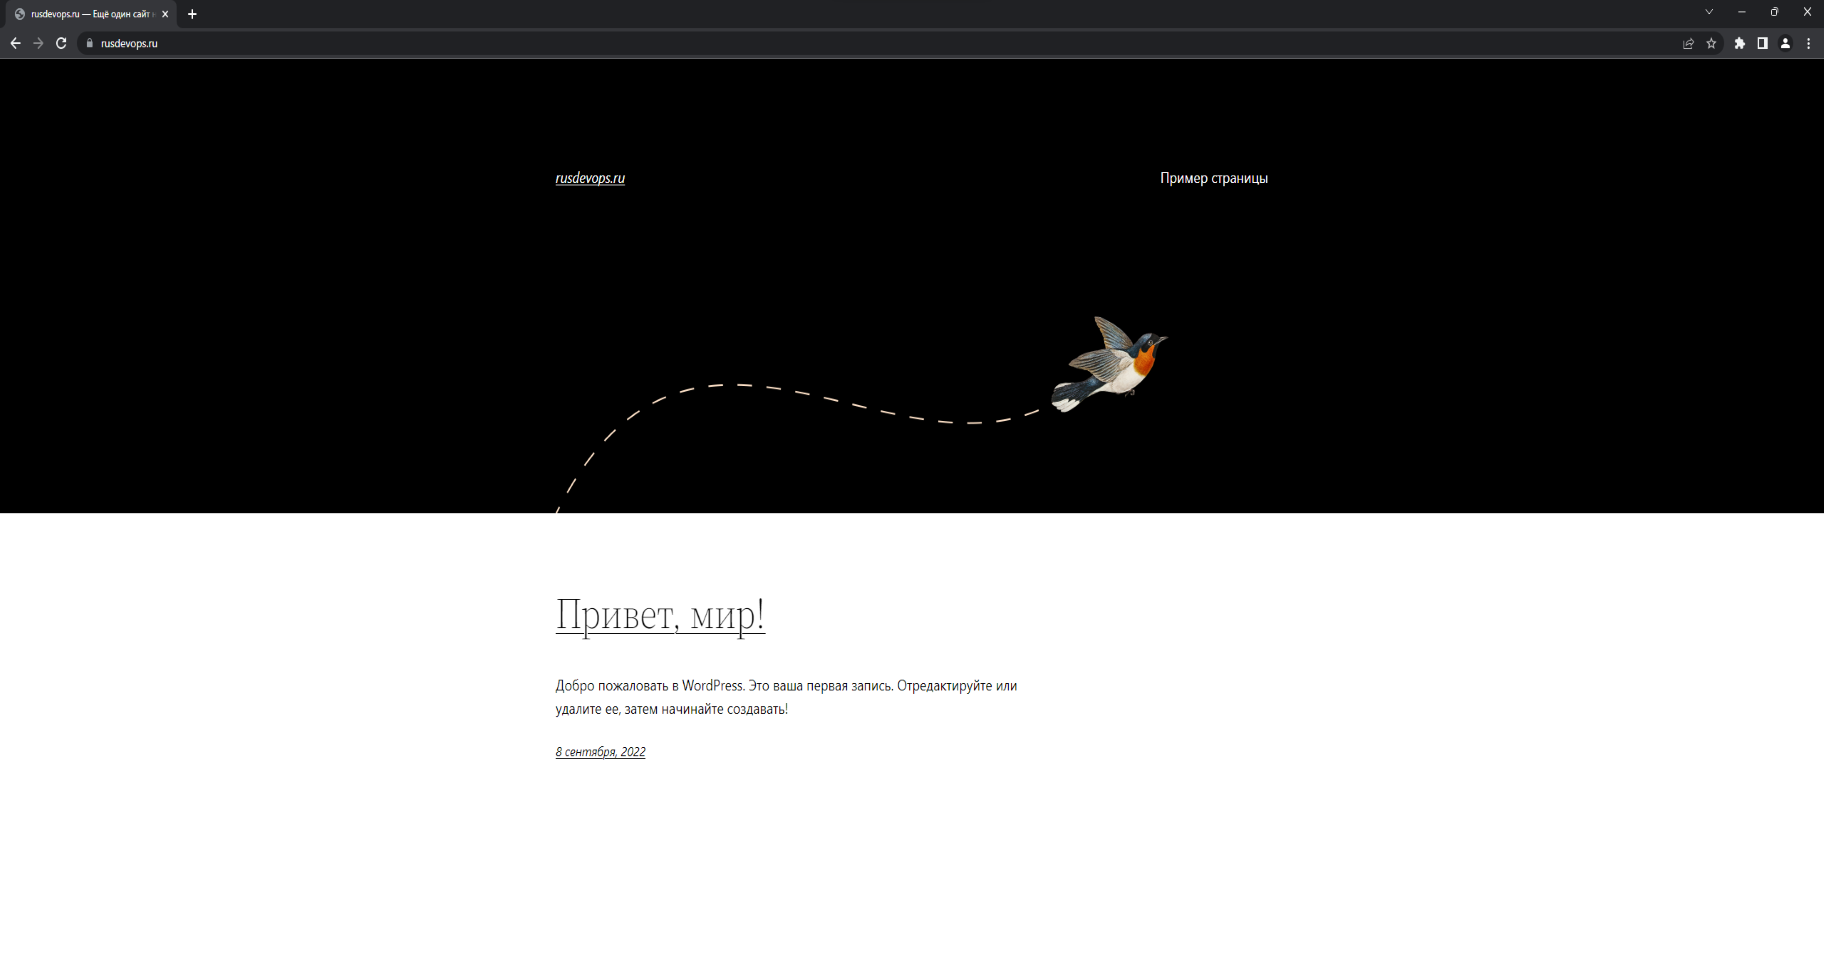 rusdevops.ru — Ещё один сайт
rusdevops.ru
rusdevops.ru
Пример страницы
Привет, мир!
Добро пожаловать в WordPress. Это ваша первая запись. Отредактируйте или
удалите ее, затем начинайте создавать!
8 сентября, 2022